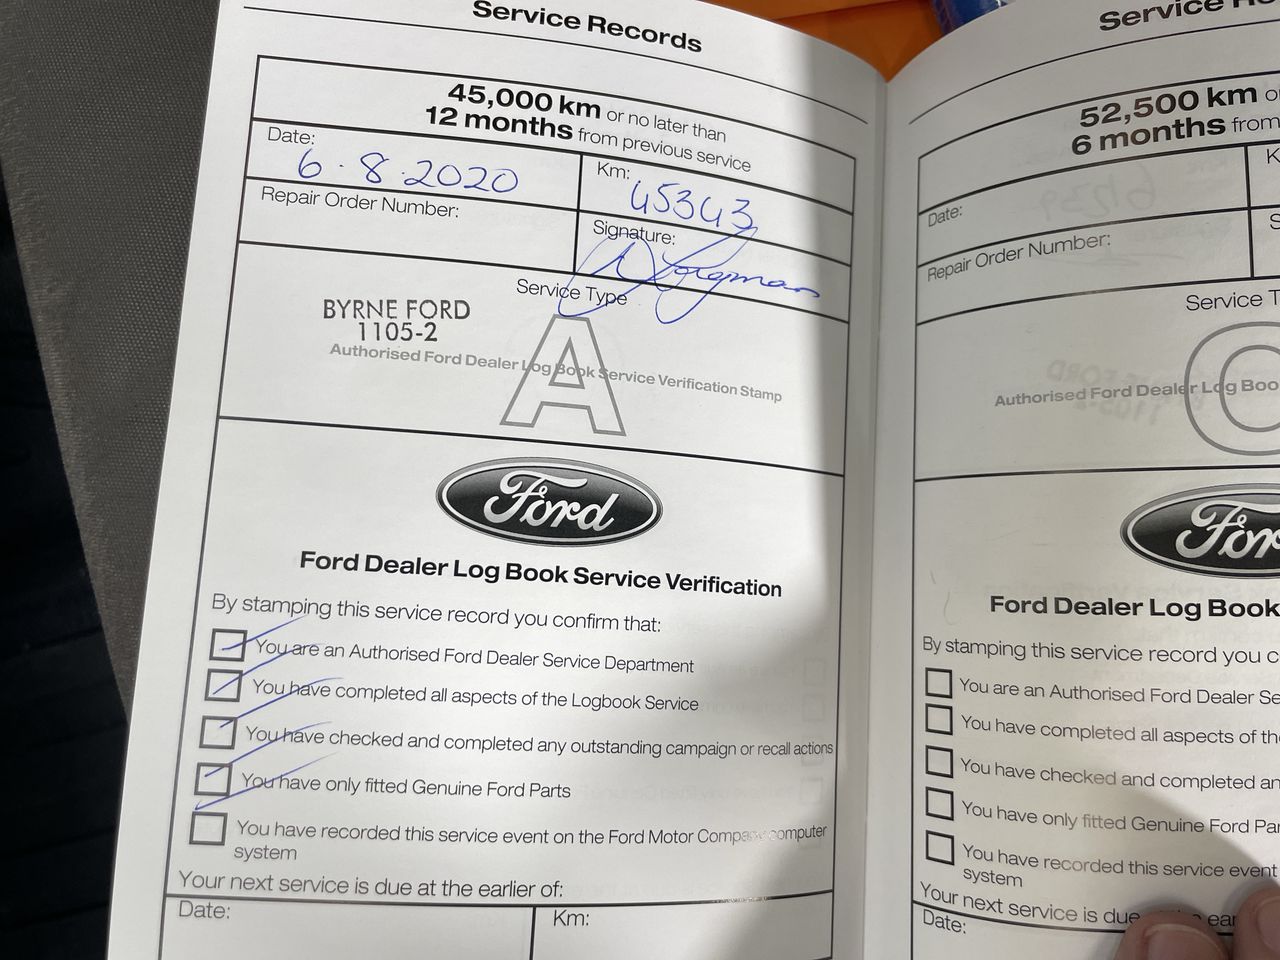 Service Records
45,000 km or no later than
12 months from previous service
Date:
6.8.2020
Km:
45343
Repair Order Number:
Signature:
Service Type
BYRNE FORD
1105-2
A
Authorised Ford Dealer Log Book Service Verification Stamp
Ford
Ford Dealer Log Book Service Verification
By stamping this service record you confirm that:
You are an Authorised Ford Dealer Service Department
You have completed all aspects of the Logbook Service
You have checked and completed any outstanding campaign or recall actions
You have only fitted Genuine Ford Parts
You have recorded this service event on the Ford Motor Company computer
system
Your next service is due at the earlier of:
Date:
Km:
Service Re
52,500 km o
6 months from
Date:
K
Repair Order Number:
S
Service T
C
Authorised Ford Dealer Log Boo
For
Ford Dealer Log Book
By stamping this service record you c
You are an Authorised Ford Dealer Se
You have completed all aspects of th
You have checked and completed an
You have only fitted Genuine Ford Par
You have recorded this service event
system
Your next service is due
Date: